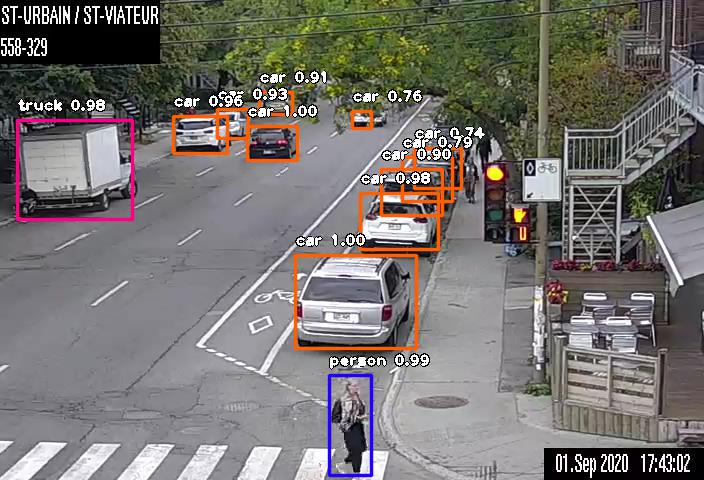 ST-URBAIN / ST-VIATEUR
558-329
car 0.91
car 0.93
car 0.76
truck 0.98
car 0.96
car 1.00
car 0.74
car 0.79
car 0.90
car 0.98
car 1.00
person 0.99
01.Sep 2020 17:43:02